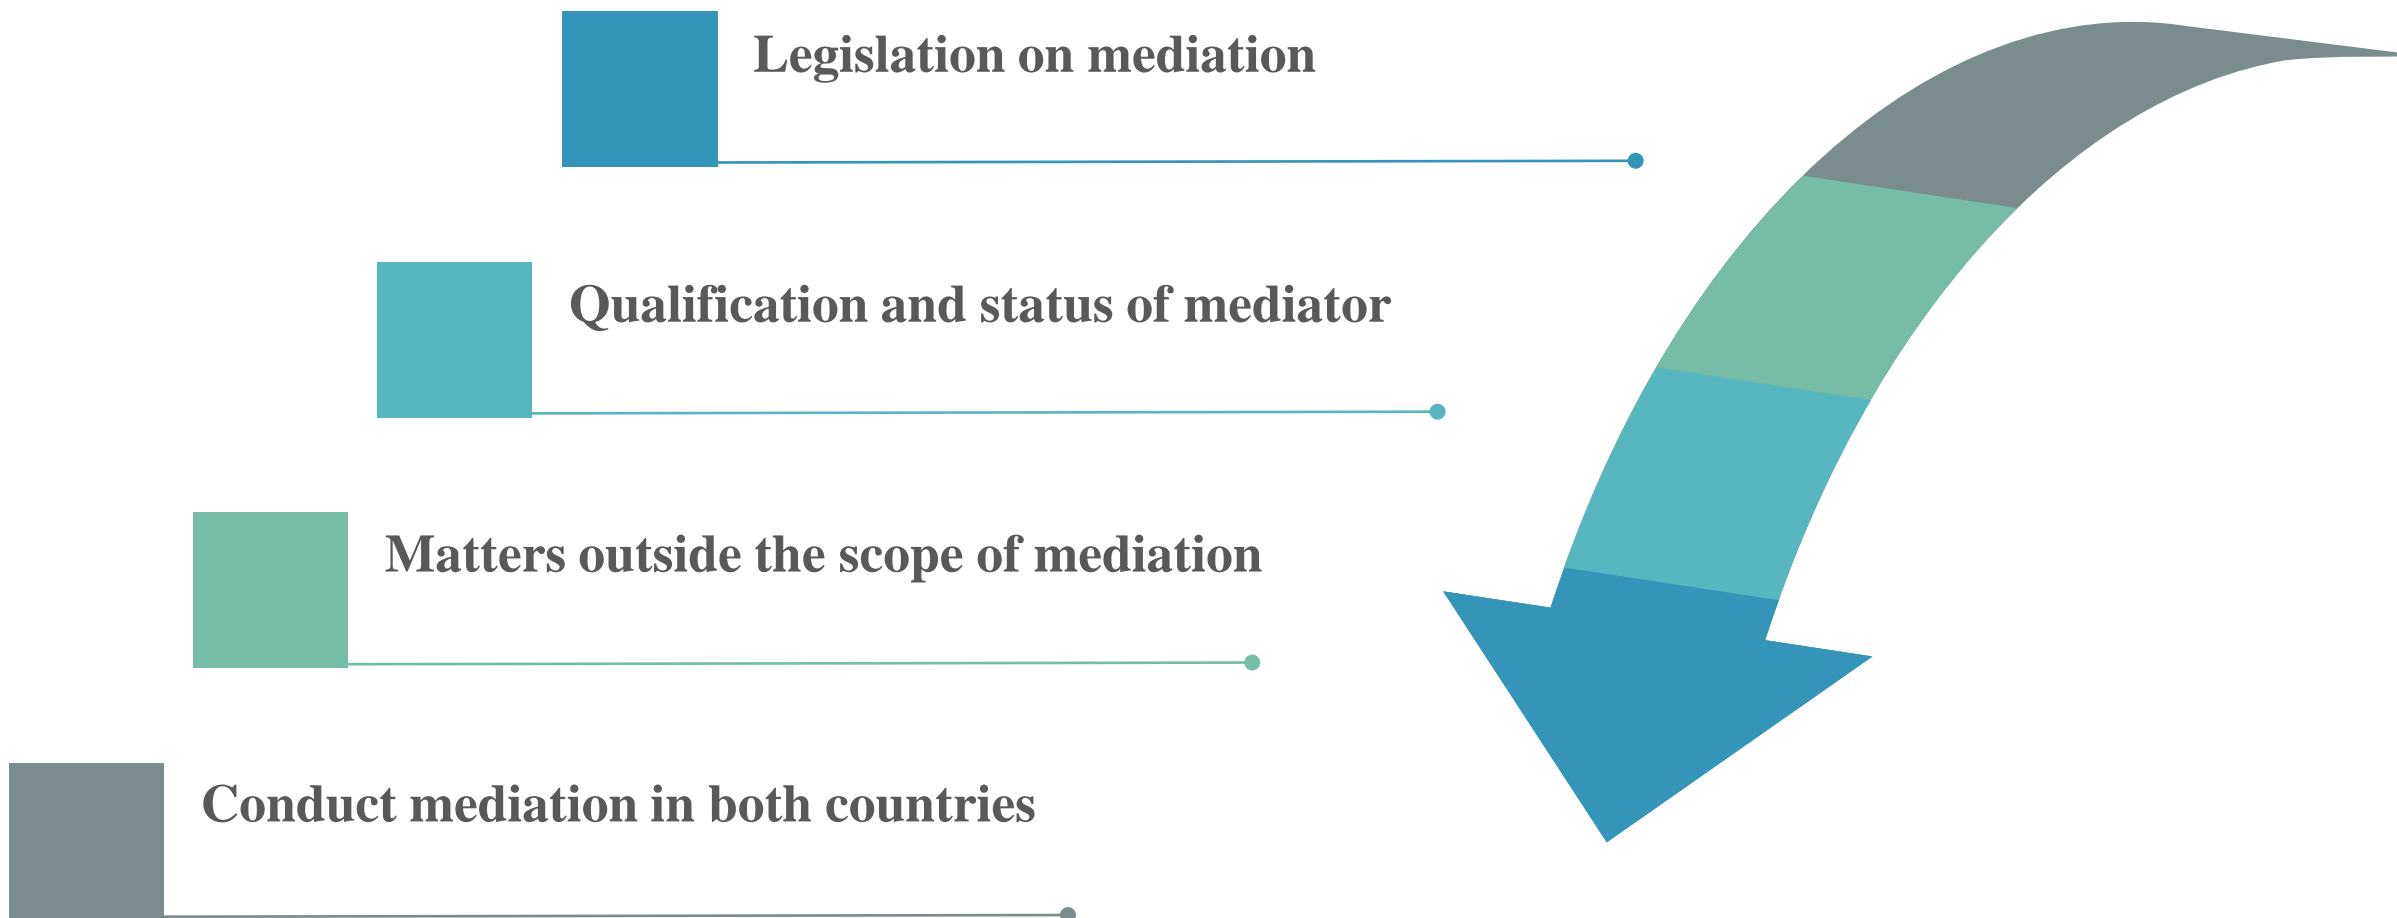 Legislation on mediation
Qualification and status of mediator
Matters outside the scope of mediation
Conduct mediation in both countries